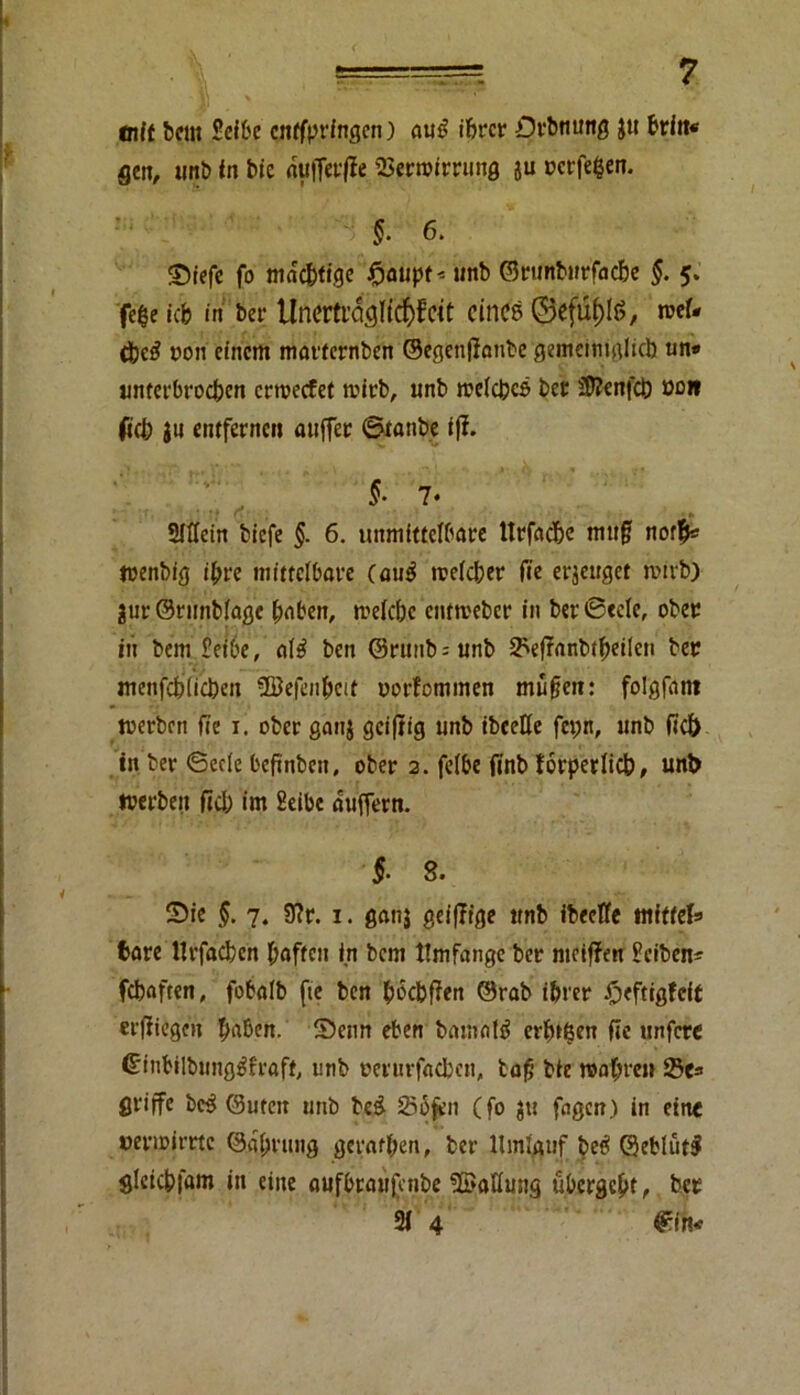 7
mit dem Leibe entspringen) aus ihrer Ordnung zu brin-
gen, und in die äusserste Verwirrung zu versetzen.
§. 6.
Diese so mächtige Haupt- und Grundursache §. 5.
setze ich in der Unerträglichkeit eines Gefühls, wel-
ches von einem marternden Gegenstande gemeiniglich un-
unterbrochen erwecket wird, und welches der Mensch von
sich zu entfernen ausser Stande ist.
§. 7.
Allein diese §. 6. unmittelbare Ursache muß noth-
wendig ihre mittelbare (aus welcher sie erzeuget wird)
zur Grundlage haben, welche entweder in der Seele, oder
in dem Leibe, als den Grund- und Bestandtheilen der
menschlichen Wesenheit vorkommen müßen: folgsam
werden sie 1. oder ganz geistig und ideelle seyn, und sich
in der Seele befinden, oder 2. selbe sind körperlich, und
werden sich im Leibe äussern.
§. 8.
Die §. 7. Nr. 1. ganz geistige und ideelle mittel-
bare Ursachen haften in dem Umfange der meisten Leiden-
schaften, sobald sie den höchsten Grad ihrer Heftigkeit
erstiegen haben. Denn eben damals erhitzen sie unsere
Einbildungskraft, und verursachen, daß die wahren Be-
griffe des Guten und des Bösen (so zu sagen) in eine
verwirrte Gährung gerathen, der Umlauf des Geblüts
gleichsam in eine aufbrausende Wallung übergeht, der
A 4 Ein-